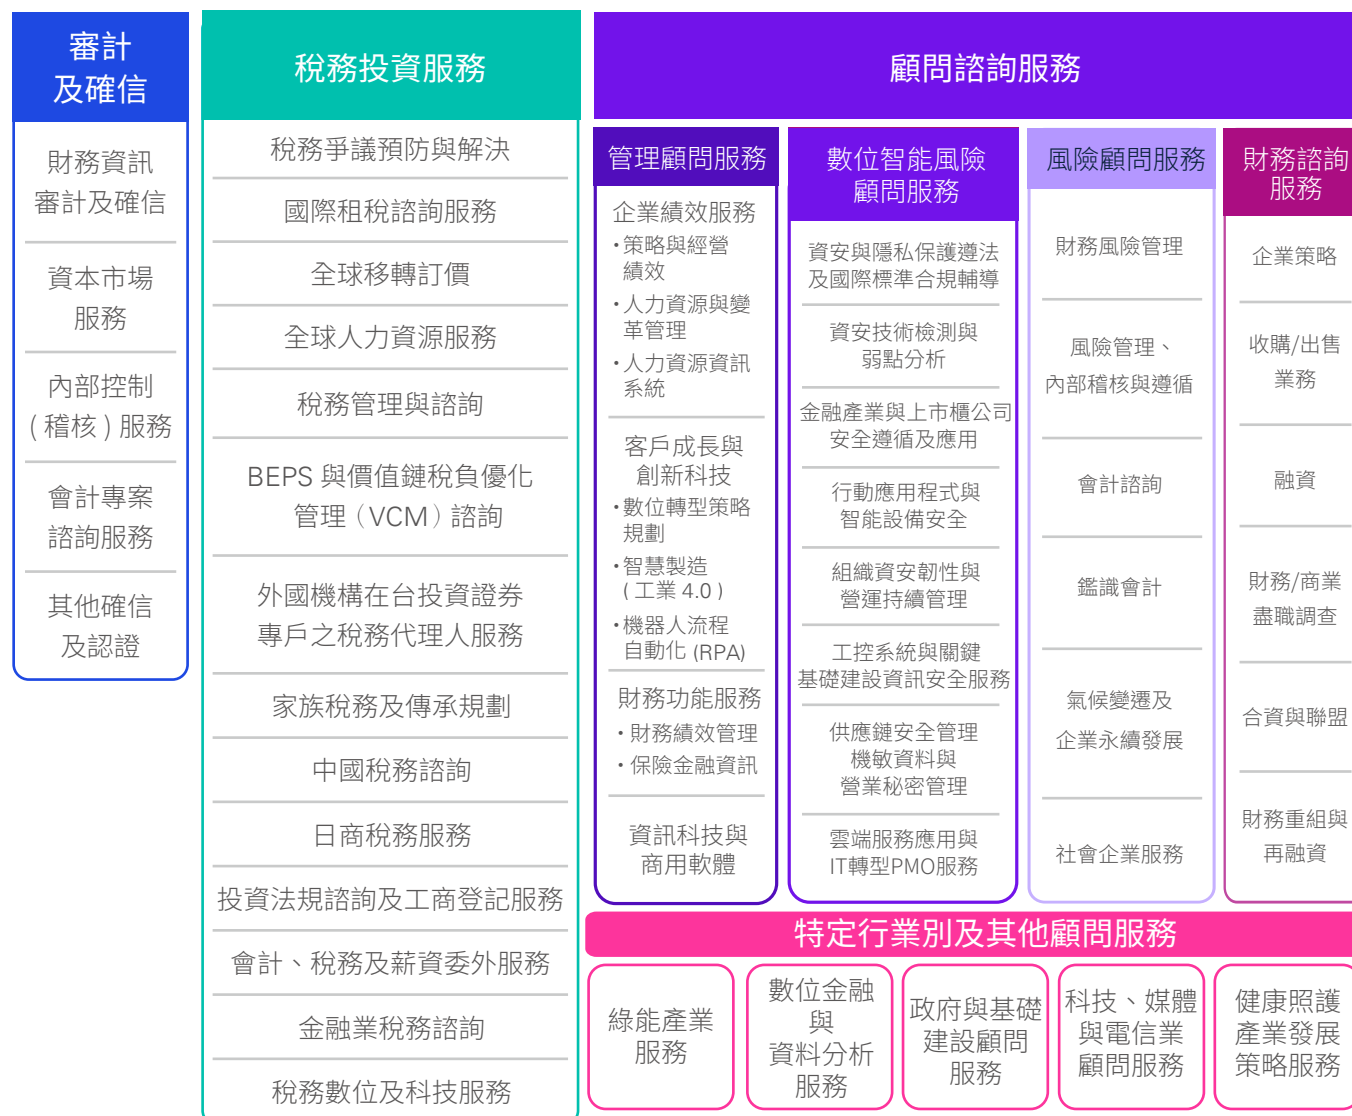 審計
及確信
財務資訊
審計及確信
資本市場
服務
內部控制
(稽核)服務
會計專案
諮詢服務
其他確信
及認證
稅務投資服務
稅務爭議預防與解決
國際租稅諮詢服務
全球移轉訂價
全球人力資源服務
稅務管理與諮詢
BEPS 與價值鏈稅負優化
管理(VCM)諮詢
外國機構在台投資證券
專戶之稅務代理人服務
家族稅務及傳承規劃
中國稅務諮詢
日商稅務服務
投資法規諮詢及工商登記服務
會計、稅務及薪資委外服務
金融業稅務諮詢
稅務數位及科技服務
顧問諮詢服務
管理顧問服務
企業績效服務
•策略與經營
績效
•人力資源與變
革管理
•人力資源資訊
系統
客戶成長與
創新科技
•數位轉型策略
規劃
•智慧製造
(工業 4.0)
•機器人流程
自動化 (RPA)
財務功能服務
•財務績效管理
•保險金融資訊
資訊科技與
商用軟體
數位智能風險
顧問服務
資安與隱私保護遵法
及國際標準合規輔導
資安技術檢測與
弱點分析
金融產業與上市櫃公司
安全遵循及應用
行動應用程式與
智能設備安全
組織資安韌性與
營運持續管理
工控系統與關鍵
基礎建設資訊安全服務
供應鏈安全管理
機敏資料與
營業秘密管理
雲端服務應用與
IT轉型PMO服務
風險顧問服務
財務風險管理
風險管理、
內部稽核與遵循
會計諮詢
鑑識會計
氣候變遷及
企業永續發展
社會企業服務
財務諮詢
服務
企業策略
收購/出售
業務
融資
財務/商業
盡職調查
合資與聯盟
財務重組與
再融資
特定行業別及其他顧問服務
綠能產業
服務
數位金融
與
資料分析
服務
政府與基礎
建設顧問
服務
科技、媒體
與電信業
顧問服務
健康照護
產業發展
策略服務